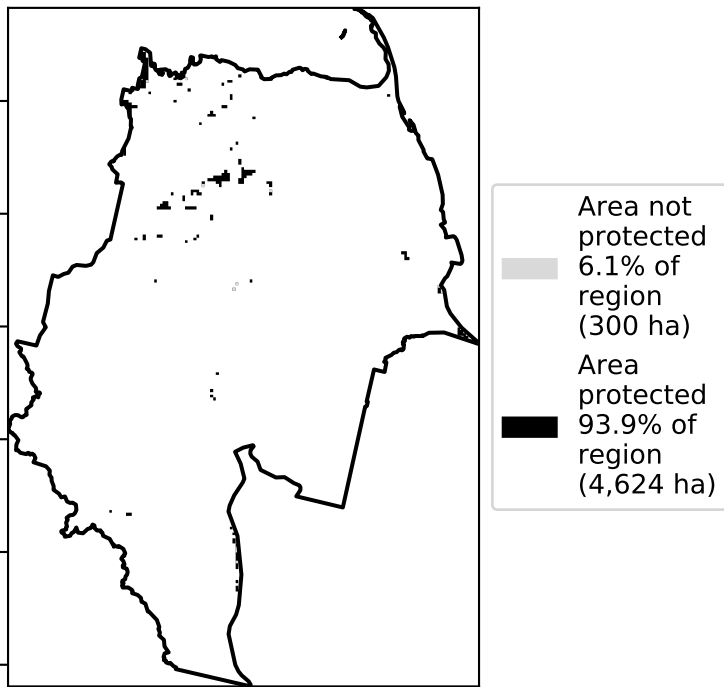 Area not
protected
6.1% of
region
(300 ha)
Area
protected
93.9% of
region
(4,624 ha)